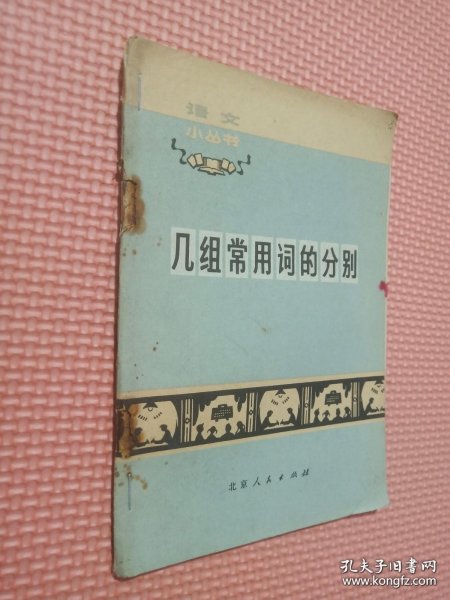 语文
小丛书
几组常用词的分别
北京人民出版社
孔夫子旧书网
www.kongfz.com